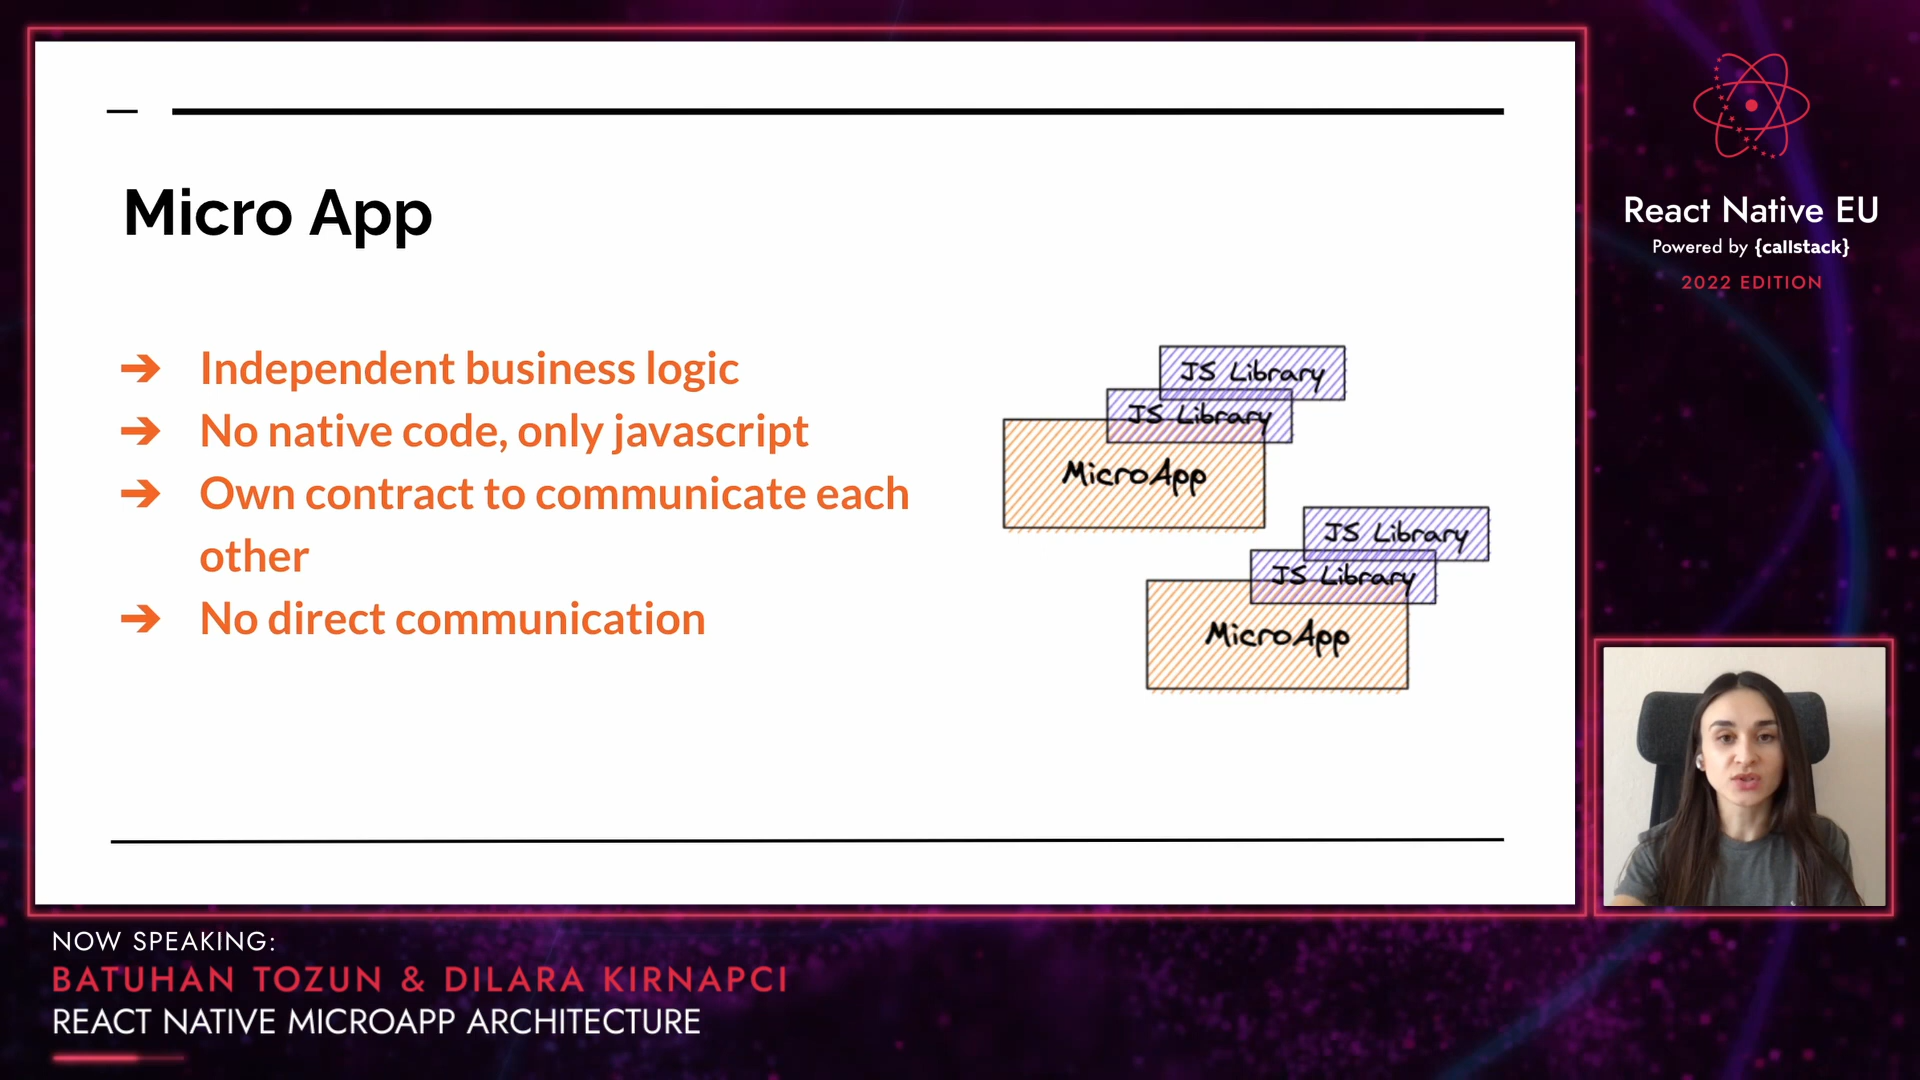 Micro App
➔ Independent business logic
➔ No native code, only javascript
➔ Own contract to communicate each
other
➔ No direct communication
JS Library
JS Library
MicroApp
JS Library
JS Library
MicroApp
React Native EU
Powered by {callstack}
2022 EDITION
NOW SPEAKING:
BATUHAN TOZUN & DILARA KIRNAPCI
REACT NATIVE MICROAPP ARCHITECTURE